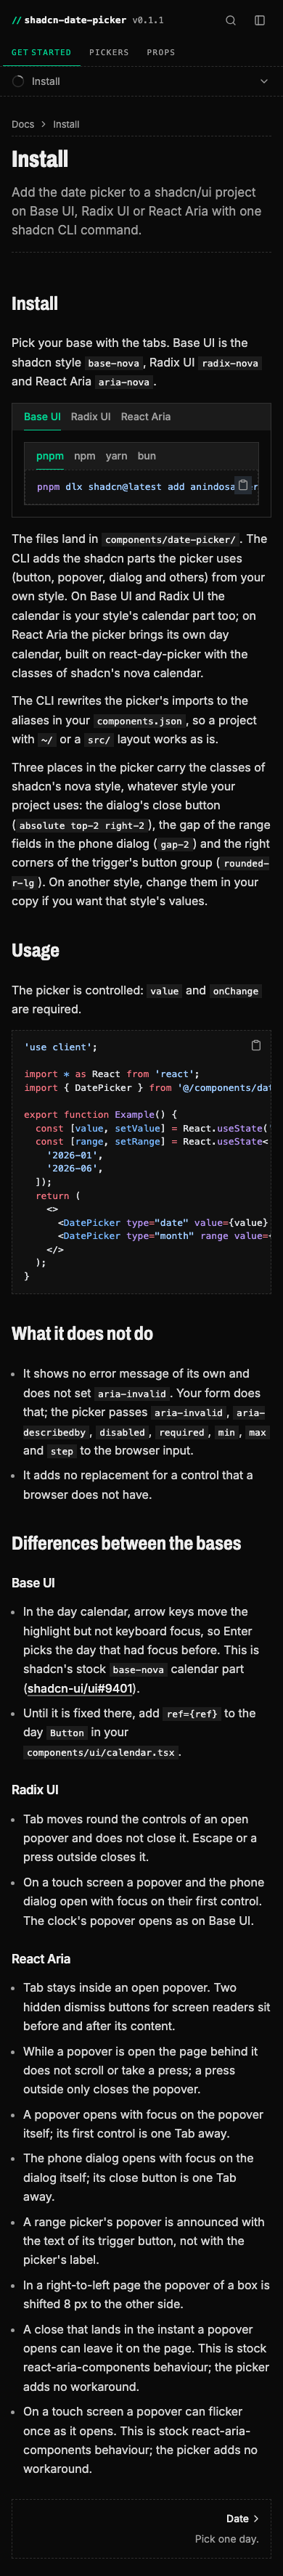 // shadcn-date-picker v0.1.1
GET STARTED PICKERS PROPS
Install
Docs > Install
Install
Add the date picker to a shadcn/ui project
on Base UI, Radix UI or React Aria with one
shadcn CLI command.
Install
Pick your base with the tabs. Base UI is the
shadcn style base-nova, Radix UI radix-nova
and React Aria aria-nova.
Base UI Radix UI React Aria
pnpm npm yarn bun
pnpm dlx shadcn@latest add anindosa
The files land in components/date-picker/. The
CLI adds the shadcn parts the picker uses
(button, popover, dialog and others) from your
own style. On Base UI and Radix UI the
calendar is your style's calendar part too; on
React Aria the picker brings its own day
calendar, built on react-day-picker with the
classes of shadcn's nova calendar.
The CLI rewrites the picker's imports to the
aliases in your components.json, so a project
with ~/ or a src/ layout works as is.
Three places in the picker carry the classes of
shadcn's nova style, whatever style your
project uses: the dialog's close button
(absolute top-2 right-2), the gap of the range
fields in the phone dialog (gap-2) and the right
corners of the trigger's button group (rounded-
r-lg). On another style, change them in your
copy if you want that style's values.
Usage
The picker is controlled: value and onChange
are required.
'use client';
import * as React from 'react';
import { DatePicker } from '@/components/dat
export function Example() {
const [value, setValue] = React.useState('
const [range, setRange] = React.useState<
'2026-01',
'2026-06',
]);
return (
<>
<DatePicker type="date" value={value}
<DatePicker type="month" range value={
</>
);
}
What it does not do
It shows no error message of its own and
does not set aria-invalid. Your form does
that; the picker passes aria-invalid, aria-
describedby, disabled, required, min, max
and step to the browser input.
It adds no replacement for a control that a
browser does not have.
Differences between the bases
Base UI
In the day calendar, arrow keys move the
highlight but not keyboard focus, so Enter
picks the day that had focus before. This is
shadcn's stock base-nova calendar part
(shadcn-ui/ui#9401).
Until it is fixed there, add ref={ref} to the
day Button in your
components/ui/calendar.tsx.
Radix UI
Tab moves round the controls of an open
popover and does not close it. Escape or a
press outside closes it.
On a touch screen a popover and the phone
dialog open with focus on their first control.
The clock's popover opens as on Base UI.
React Aria
Tab stays inside an open popover. Two
hidden dismiss buttons for screen readers sit
before and after its content.
While a popover is open the page behind it
does not scroll or take a press; a press
outside only closes the popover.
A popover opens with focus on the popover
itself; its first control is one Tab away.
The phone dialog opens with focus on the
dialog itself; its close button is one Tab
away.
A range picker's popover is announced with
the text of its trigger button, not with the
picker's label.
In a right-to-left page the popover of a box is
shifted 8 px to the other side.
A close that lands in the instant a popover
opens can leave it on the page. This is stock
react-aria-components behaviour; the picker
adds no workaround.
On a touch screen a popover can flicker
once as it opens. This is stock react-aria-
components behaviour; the picker adds no
workaround.
Date >
Pick one day.